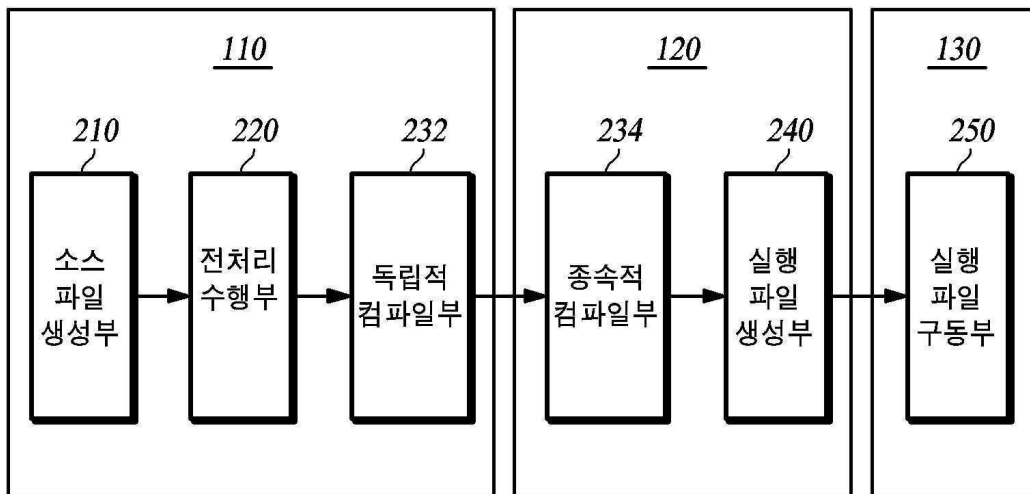 110
120
130
210
220
232
234
240
250
소스
파일
생성부
전처리
수행부
독립적
컴파일부
종속적
컴파일부
실행
파일
생성부
실행
파일
구동부